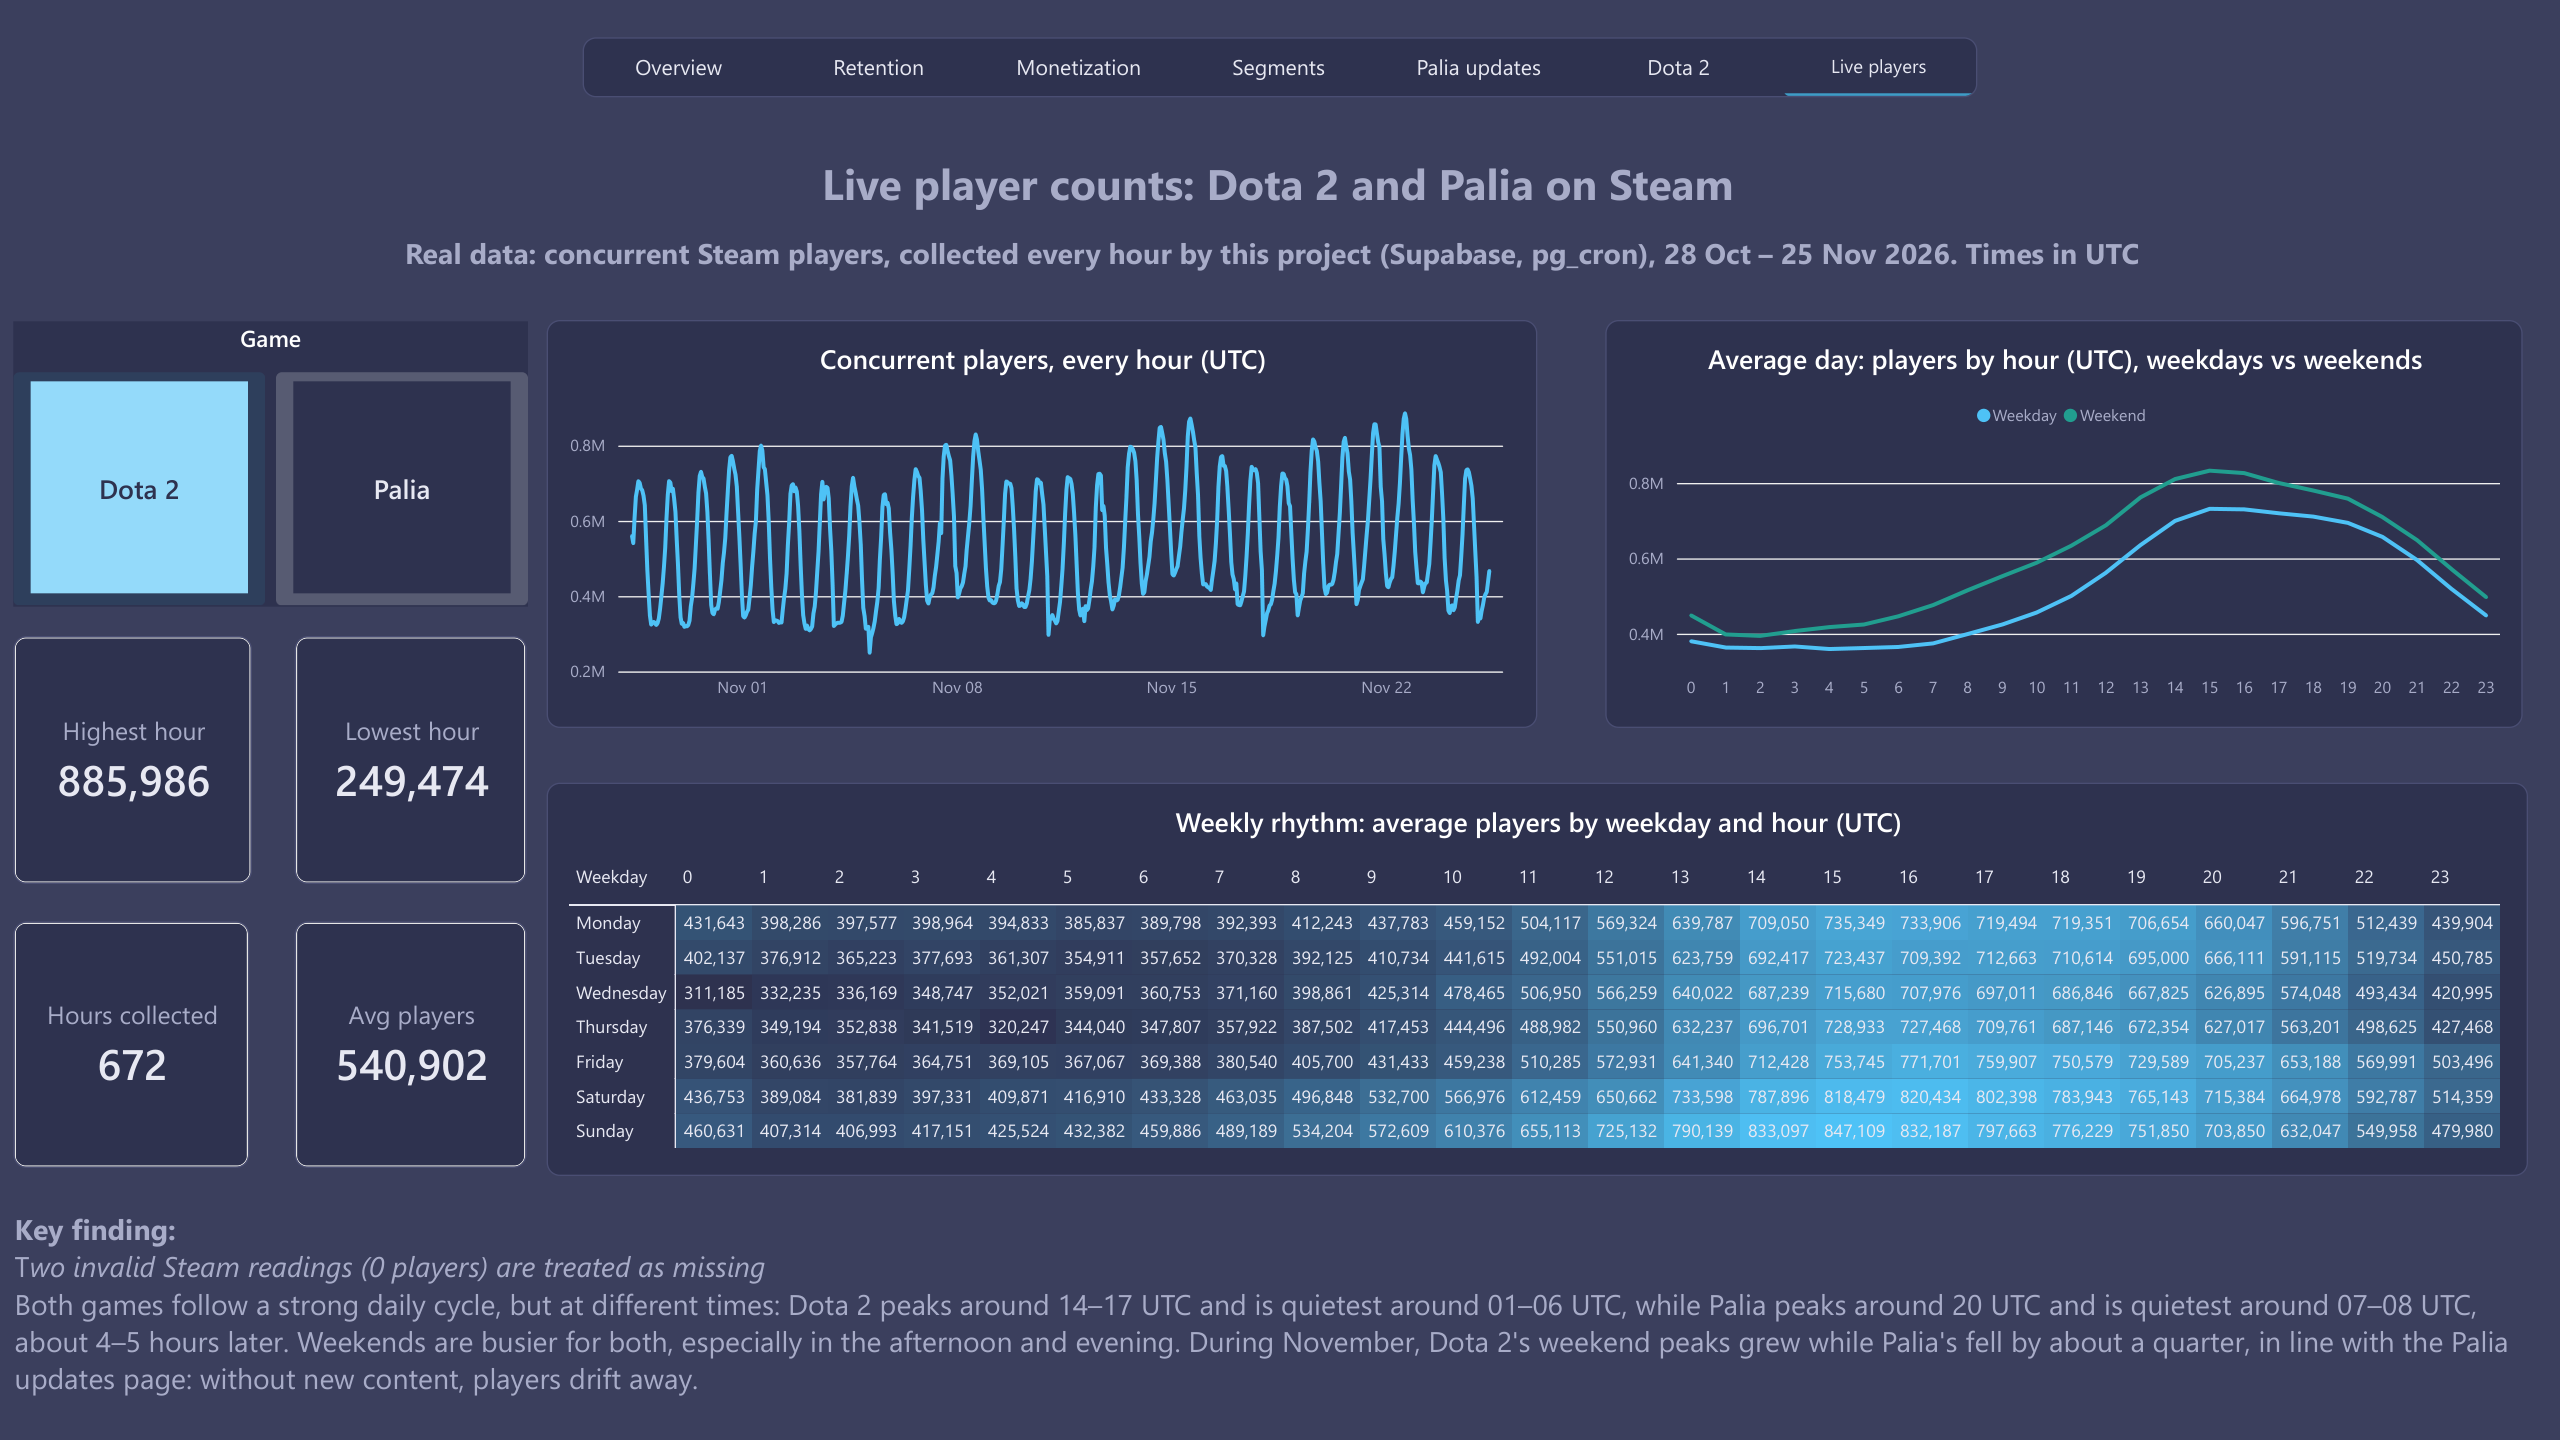 Overview Retention Monetization Segments Palia updates Dota 2 Live players
Live player counts: Dota 2 and Palia on Steam
Real data: concurrent Steam players, collected every hour by this project (Supabase, pg_cron), 28 Oct – 25 Nov 2026. Times in UTC
Game
Dota 2 Palia
Highest hour
885,986
Lowest hour
249,474
Hours collected
672
Avg players
540,902
Concurrent players, every hour (UTC)
0.8M
0.6M
0.4M
0.2M
Nov 01 Nov 08 Nov 15 Nov 22
Average day: players by hour (UTC), weekdays vs weekends
Weekday Weekend
0.8M
0.6M
0.4M
0 1 2 3 4 5 6 7 8 9 10 11 12 13 14 15 16 17 18 19 20 21 22 23
Weekly rhythm: average players by weekday and hour (UTC)
Weekday 0 1 2 3 4 5 6 7 8 9 10 11 12 13 14 15 16 17 18 19 20 21 22 23
Monday 431,643 398,286 397,577 398,964 394,833 385,837 389,798 392,393 412,243 437,783 459,152 504,117 569,324 639,787 709,050 735,349 733,906 719,494 719,351 706,654 660,047 596,751 512,439 439,904
Tuesday 402,137 376,912 365,223 377,693 361,307 354,911 357,652 370,328 392,125 410,734 441,615 492,004 551,015 623,759 692,417 723,437 709,392 712,663 710,614 695,000 666,111 591,115 519,734 450,785
Wednesday 311,185 332,235 336,169 348,747 352,021 359,091 360,753 371,160 398,861 425,314 478,465 506,950 566,259 640,022 687,239 715,680 707,976 697,011 686,846 667,825 626,895 574,048 493,434 420,995
Thursday 376,339 349,194 352,838 341,519 320,247 344,040 347,807 357,922 387,502 417,453 444,496 488,982 550,960 632,237 696,701 728,933 727,468 709,761 687,146 672,354 627,017 563,201 498,625 427,468
Friday 379,604 360,636 357,764 364,751 369,105 367,067 369,388 380,540 405,700 431,433 459,238 510,285 572,931 641,340 712,428 753,745 771,701 759,907 750,579 729,589 705,237 653,188 569,991 503,496
Saturday 436,753 389,084 381,839 397,331 409,871 416,910 433,328 463,035 496,848 532,700 566,976 612,459 650,662 733,598 787,896 818,479 820,434 802,398 783,943 765,143 715,384 664,978 592,787 514,359
Sunday 460,631 407,314 406,993 417,151 425,524 432,382 459,886 489,189 534,204 572,609 610,376 655,113 725,132 790,139 833,097 847,109 832,187 797,663 776,229 751,850 703,850 632,047 549,958 479,980
Key finding:
Two invalid Steam readings (0 players) are treated as missing
Both games follow a strong daily cycle, but at different times: Dota 2 peaks around 14–17 UTC and is quietest around 01–06 UTC, while Palia peaks around 20 UTC and is quietest around 07–08 UTC,
about 4–5 hours later. Weekends are busier for both, especially in the afternoon and evening. During November, Dota 2's weekend peaks grew while Palia's fell by about a quarter, in line with the Palia
updates page: without new content, players drift away.